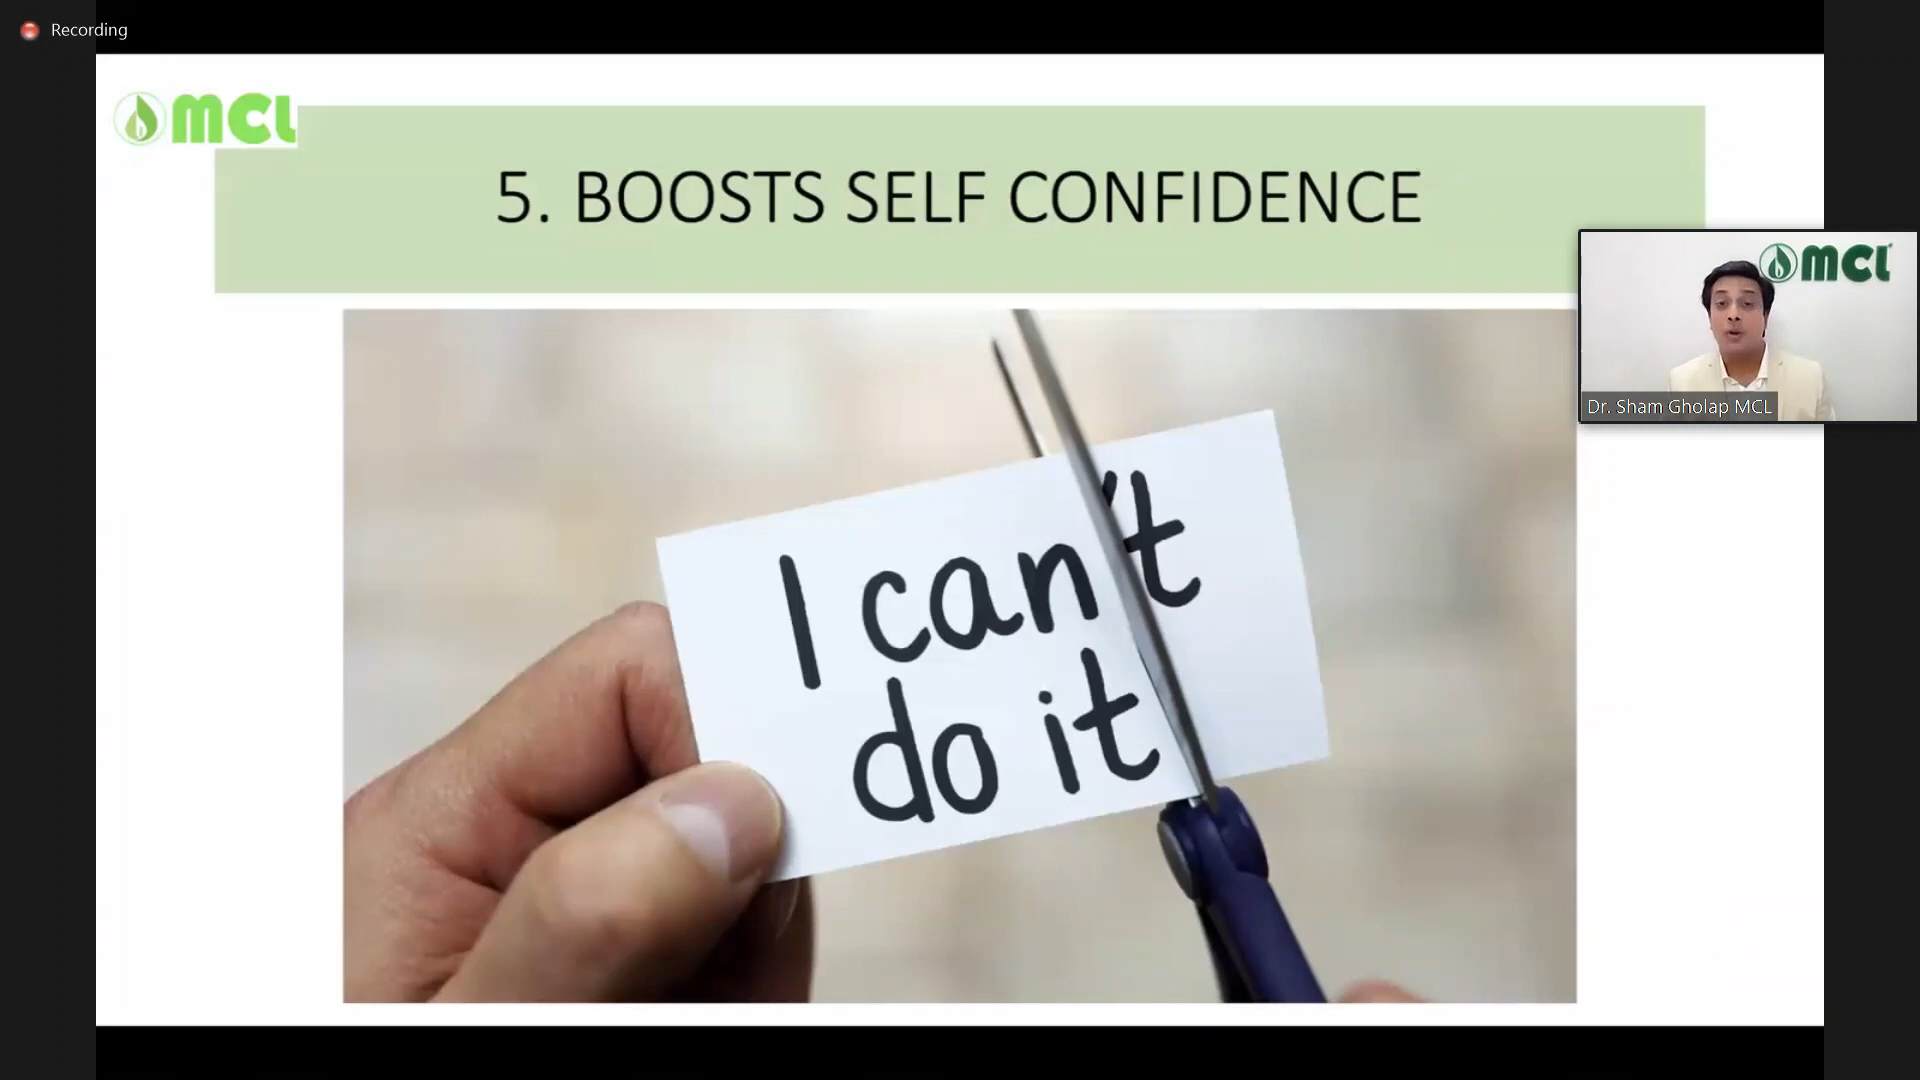 Recording
MCL
5. BOOSTS SELF CONFIDENCE
MCL
Dr. Sham Gholap MCL
I can't
do it